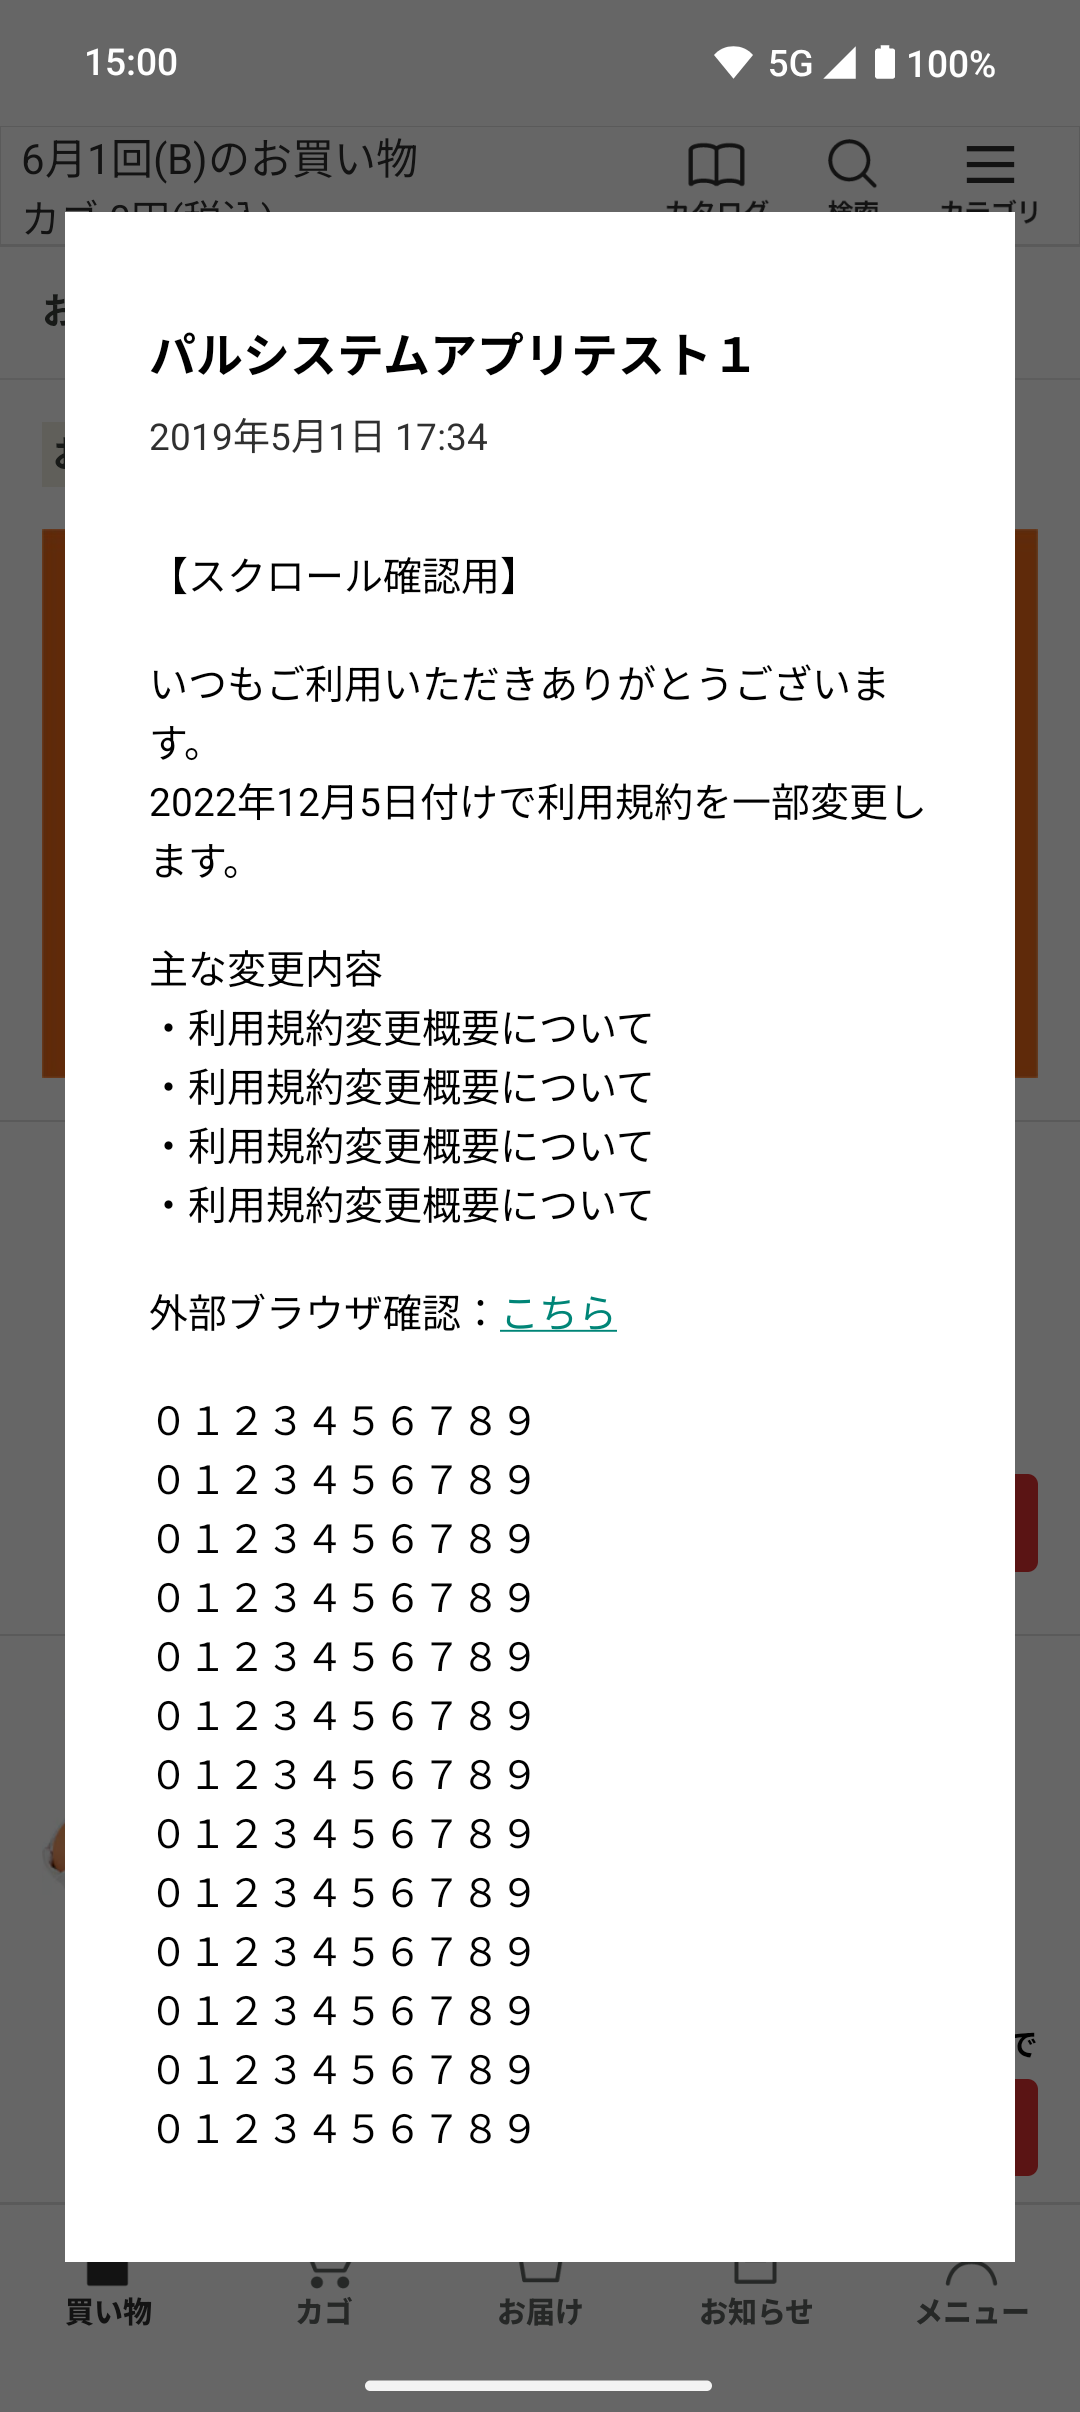 15:00 5G 100%
6月1回(B)のお買い物
カタログ 検索 カテゴリ
パルシステムアプリテスト１
2019年5月1日 17:34
【スクロール確認用】
いつもご利用いただきありがとうございま
す。
2022年12月5日付けで利用規約を一部変更し
ます。
主な変更内容
・利用規約変更概要について
・利用規約変更概要について
・利用規約変更概要について
・利用規約変更概要について
外部ブラウザ確認：こちら
０１２３４５６７８９
０１２３４５６７８９
０１２３４５６７８９
０１２３４５６７８９
０１２３４５６７８９
０１２３４５６７８９
０１２３４５６７８９
０１２３４５６７８９
０１２３４５６７８９
０１２３４５６７８９
０１２３４５６７８９
０１２３４５６７８９
０１２３４５６７８９
で
買い物 カゴ お届け お知らせ メニュー